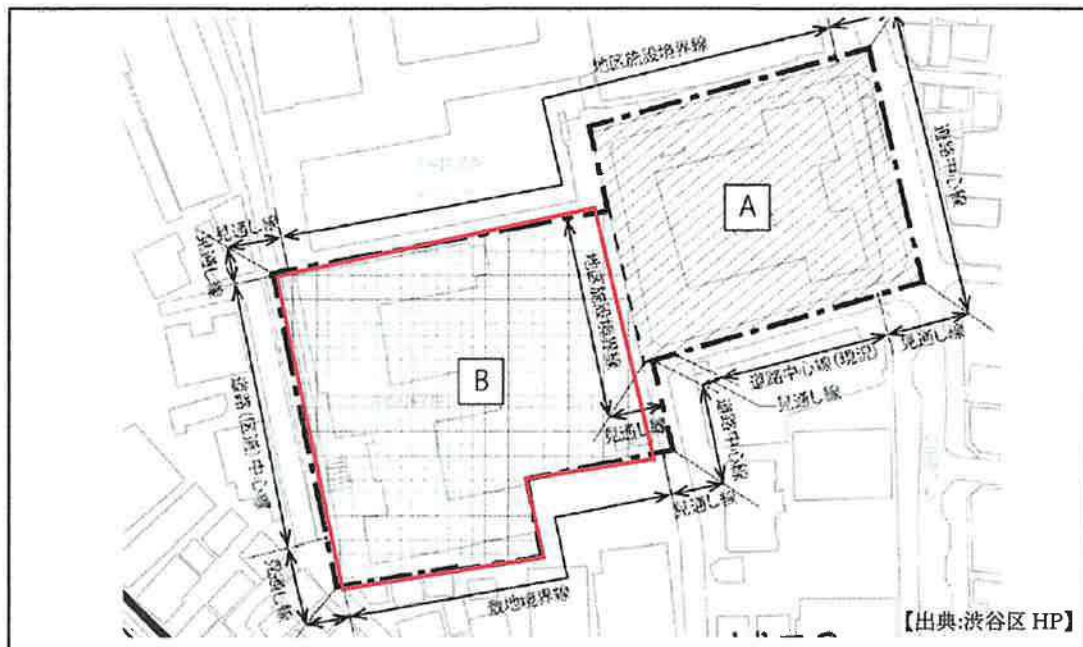 地区施設境界線
道路中心線
A
見通し線
見通し線
地区施設境界線
B
道路(区道)中心線
見通し線
道路中心線(現況)
見通し線
見通し線
道路中心線
見通し線
見通し線
敷地境界線
【出典:渋谷区 HP】